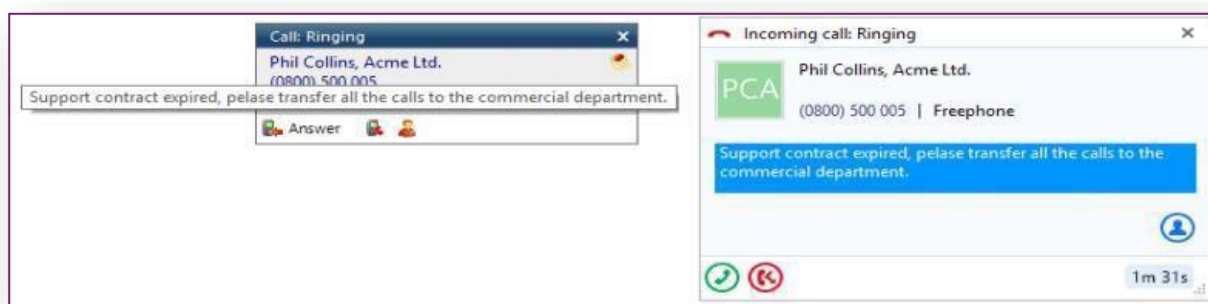 Call: Ringing
Phil Collins, Acme Ltd.
(0800) 500 005
Support contract expired, pelase transfer all the calls to the commercial department.
Answer
Incoming call: Ringing
PCA
Phil Collins, Acme Ltd.
(0800) 500 005 | Freephone
Support contract expired, pelase transfer all the calls to the
commercial department.
1m 31s